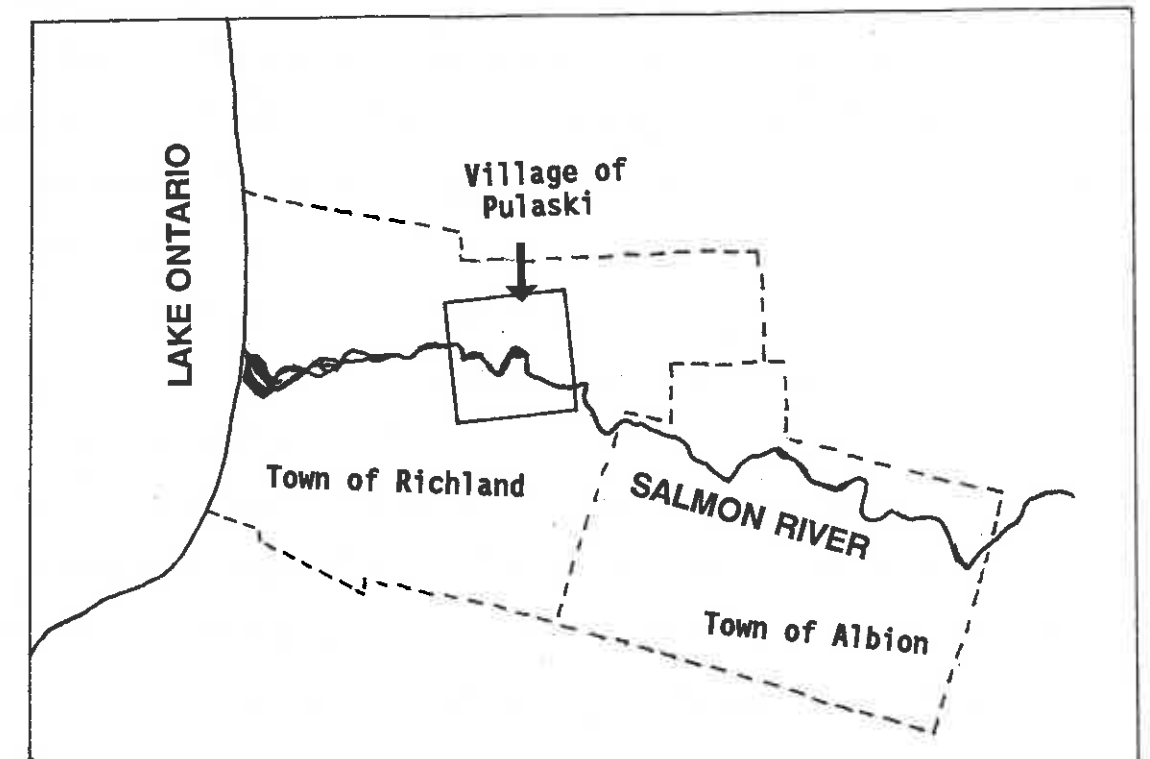 Village of
Pulaski
LAKE ONTARIO
Town of Richland
SALMON RIVER
Town of Albion